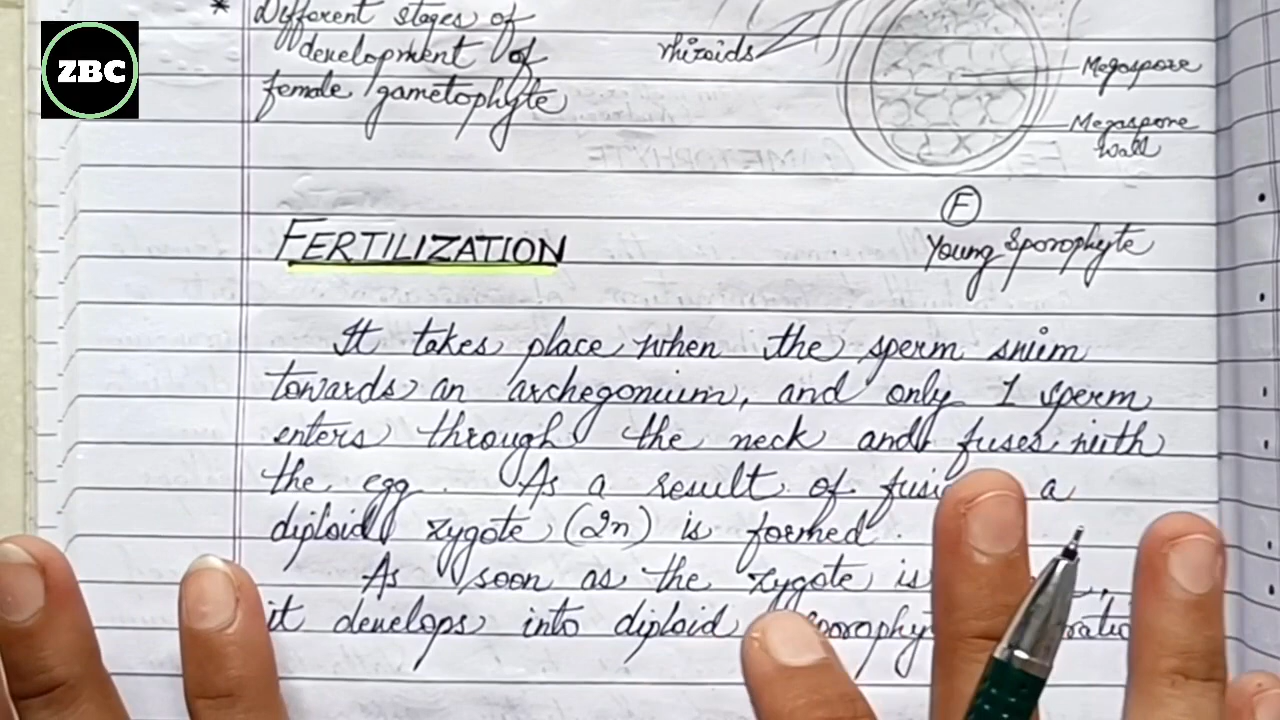 ZBC
* Different stages of
development of
female gametophyte
rhizoids
Megaspore
Megaspore
wall
F
Young Sporophyte
FERTILIZATION
It takes place when the sperm swim
towards an archegonium, and only 1 sperm
enters through the neck and fuses with
the egg. As a result of a
diploid zygote (2n) is formed.
As soon as the zygote is
it develops into diploid